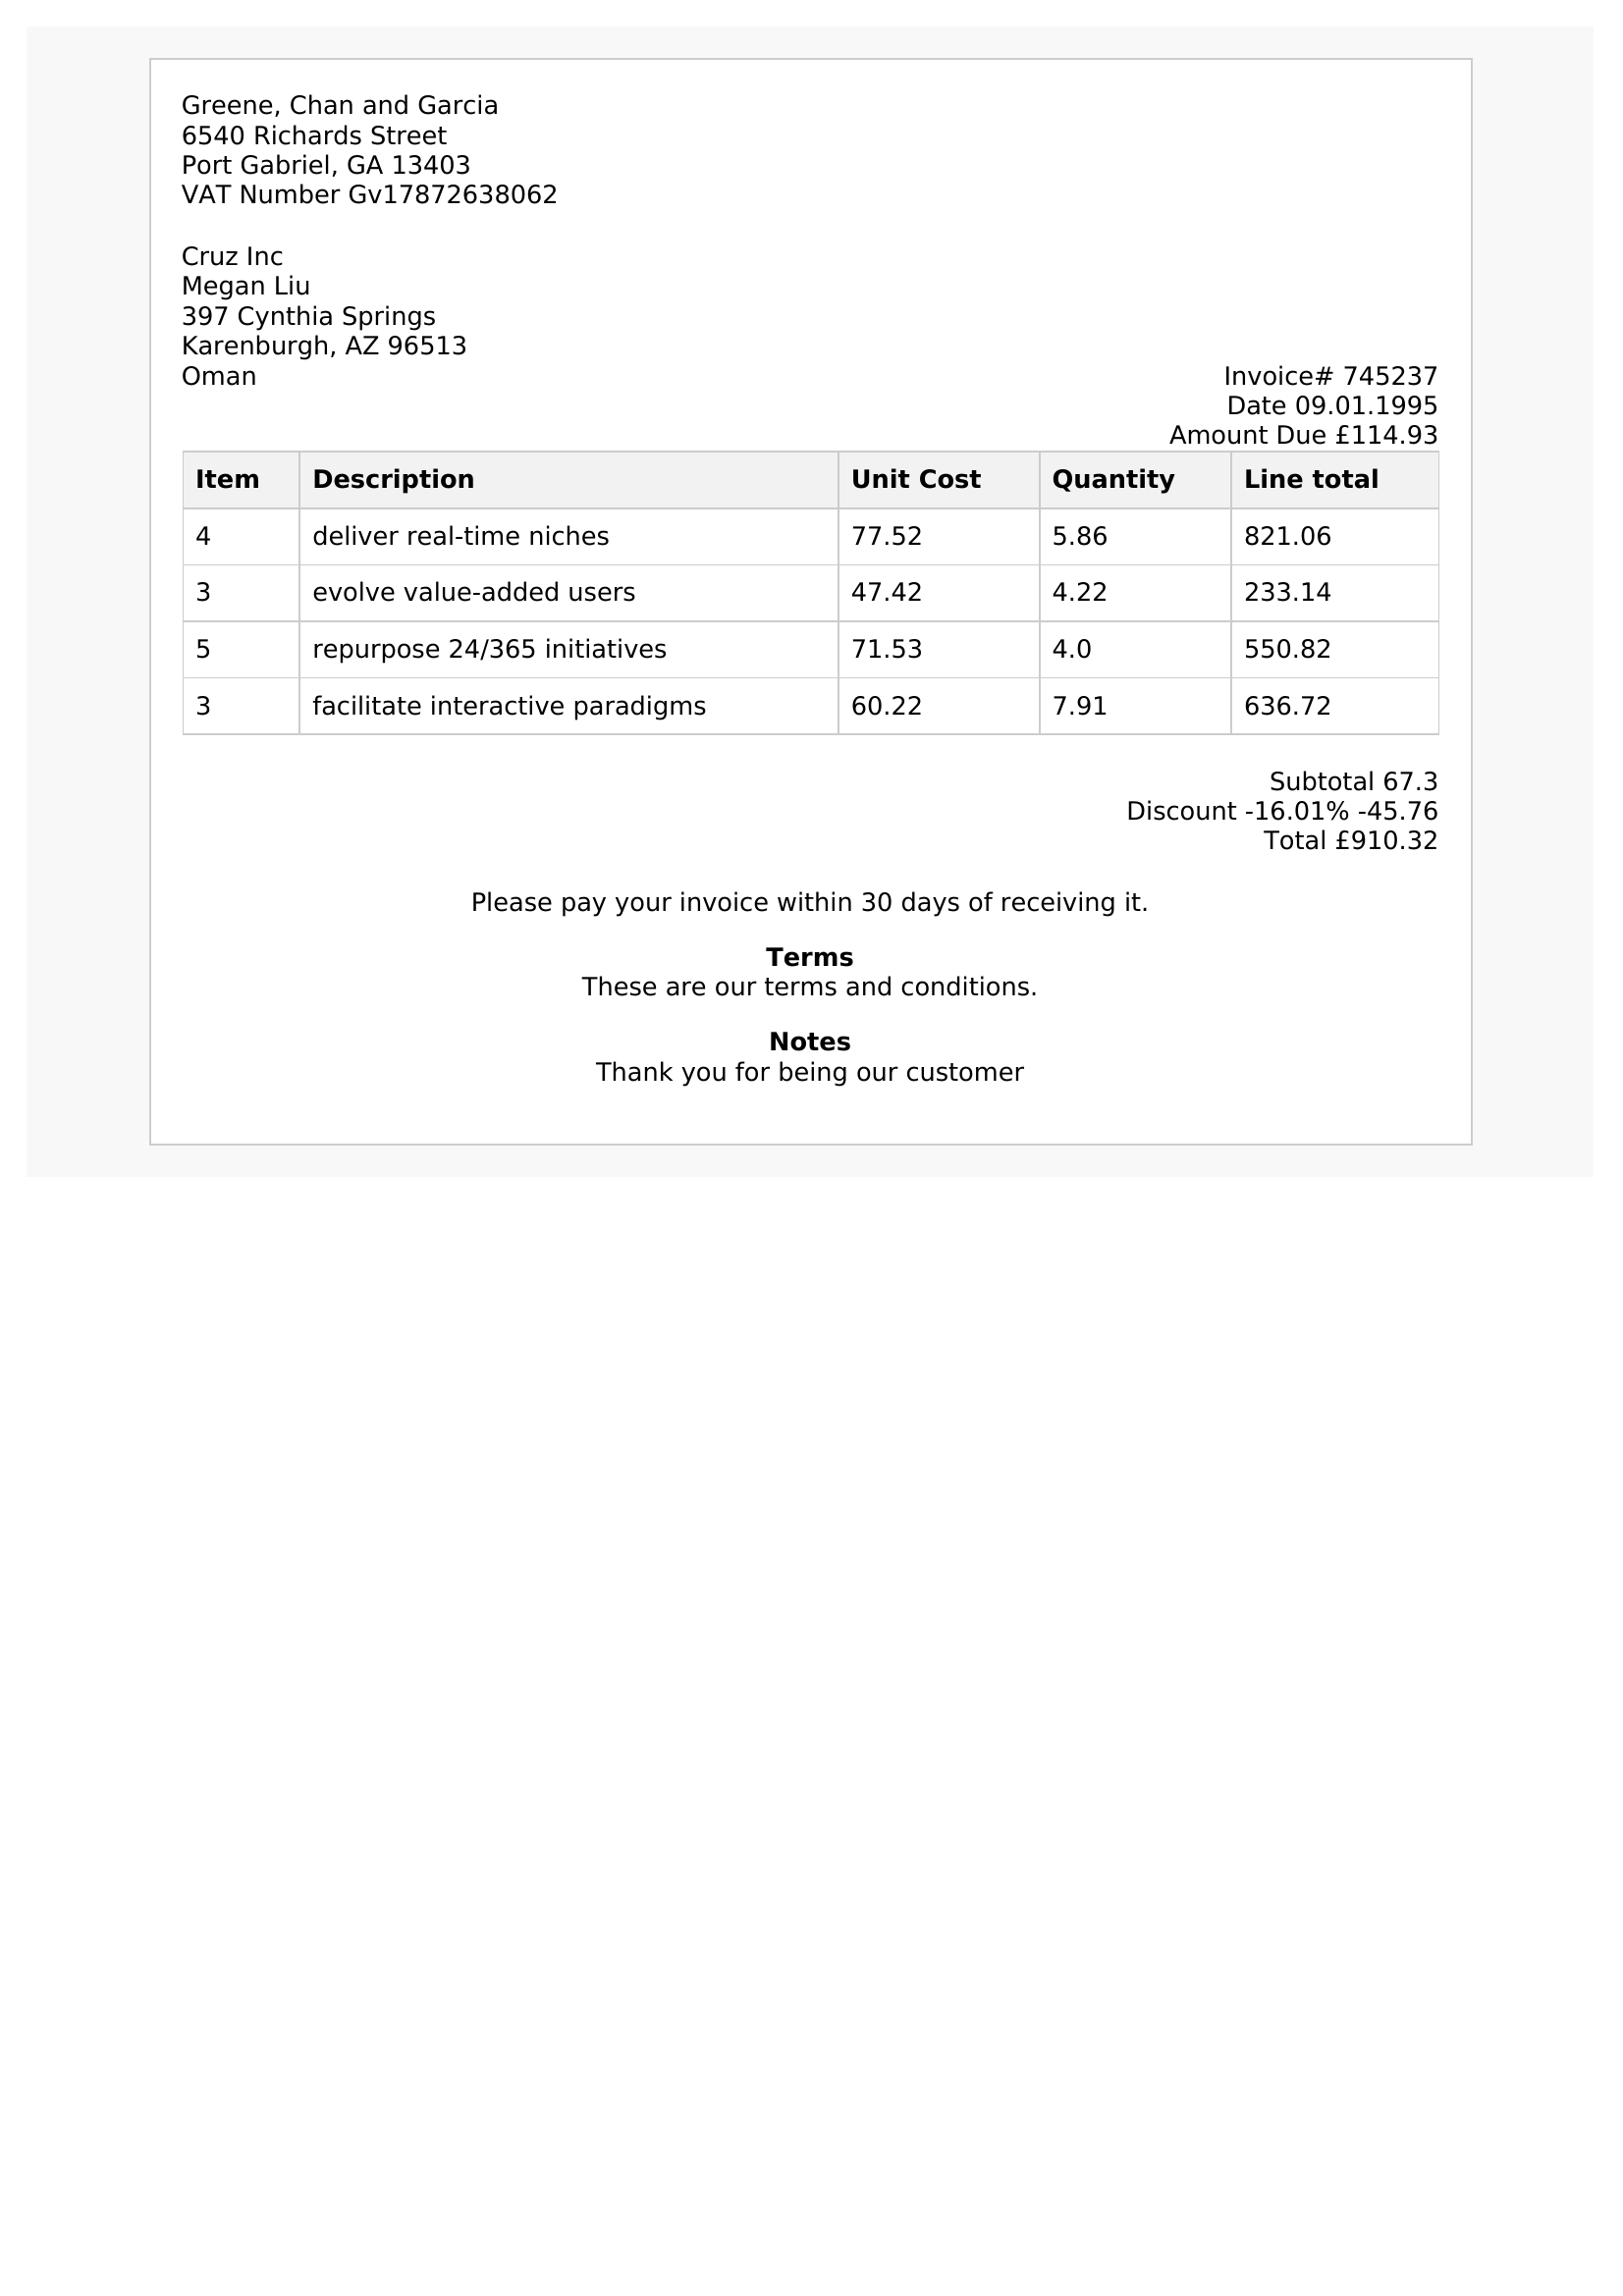 Greene, Chan and Garcia
6540 Richards Street
Port Gabriel, GA 13403
VAT Number Gv17872638062
Cruz Inc
Megan Liu
397 Cynthia Springs
Karenburgh, AZ 96513
Oman
Invoice# 745237
Date 09.01.1995
Amount Due £114.93
Item Description Unit Cost Quantity Line total
4 deliver real-time niches 77.52 5.86 821.06
3 evolve value-added users 47.42 4.22 233.14
5 repurpose 24/365 initiatives 71.53 4.0 550.82
3 facilitate interactive paradigms 60.22 7.91 636.72
Subtotal 67.3
Discount -16.01% -45.76
Total £910.32
Please pay your invoice within 30 days of receiving it.
Terms
These are our terms and conditions.
Notes
Thank you for being our customer